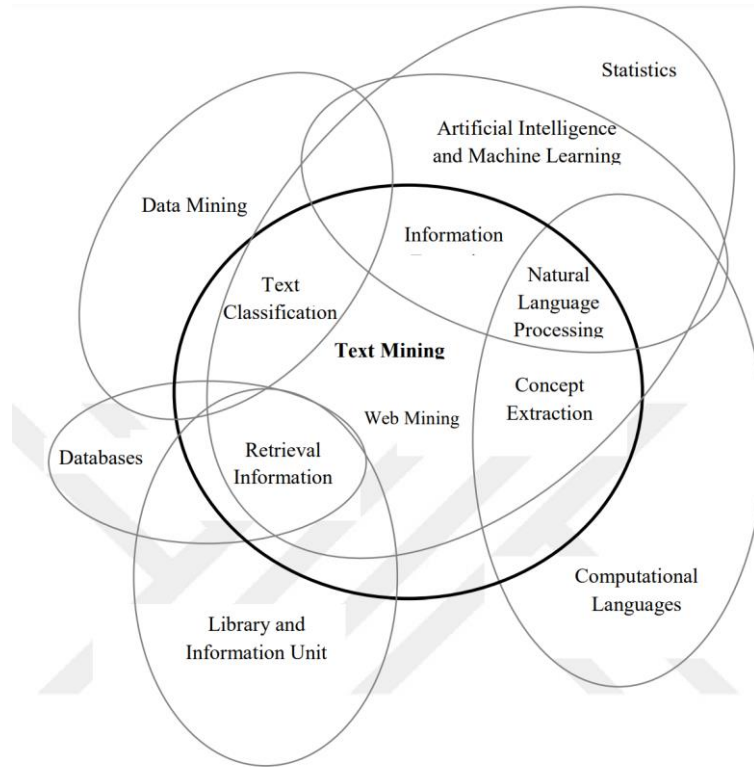 Statistics
Artificial Intelligence
and Machine Learning
Data Mining
Information
Natural
Language
Processing
Text
Classification
Text Mining
Concept
Extraction
Web Mining
Databases
Retrieval
Information
Computational
Languages
Library and
Information Unit